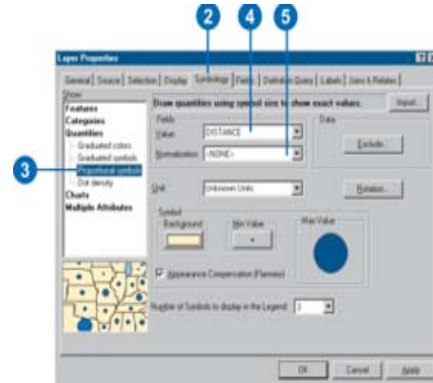 2 4 5
Layer Properties
General Source Selection Display Symbology Fields Definition Query Labels Joins & Relates
Show:
Features
Categories
Quantities
Graduated colors
Graduated symbols
Proportional symbols
Dot density
Charts
Multiple Attributes
3
Draw quantities using symbol size to show exact values.
Import...
Fields
Value: DISTANCE
Normalization: <NONE>
Data
Exclude...
Unit: Unknown Units
Rotation...
Symbol
Background
Min Value
Max Value
Appearance Compensation (Flannery)
Number of Symbols to display in the Legend: 3
OK Cancel Apply